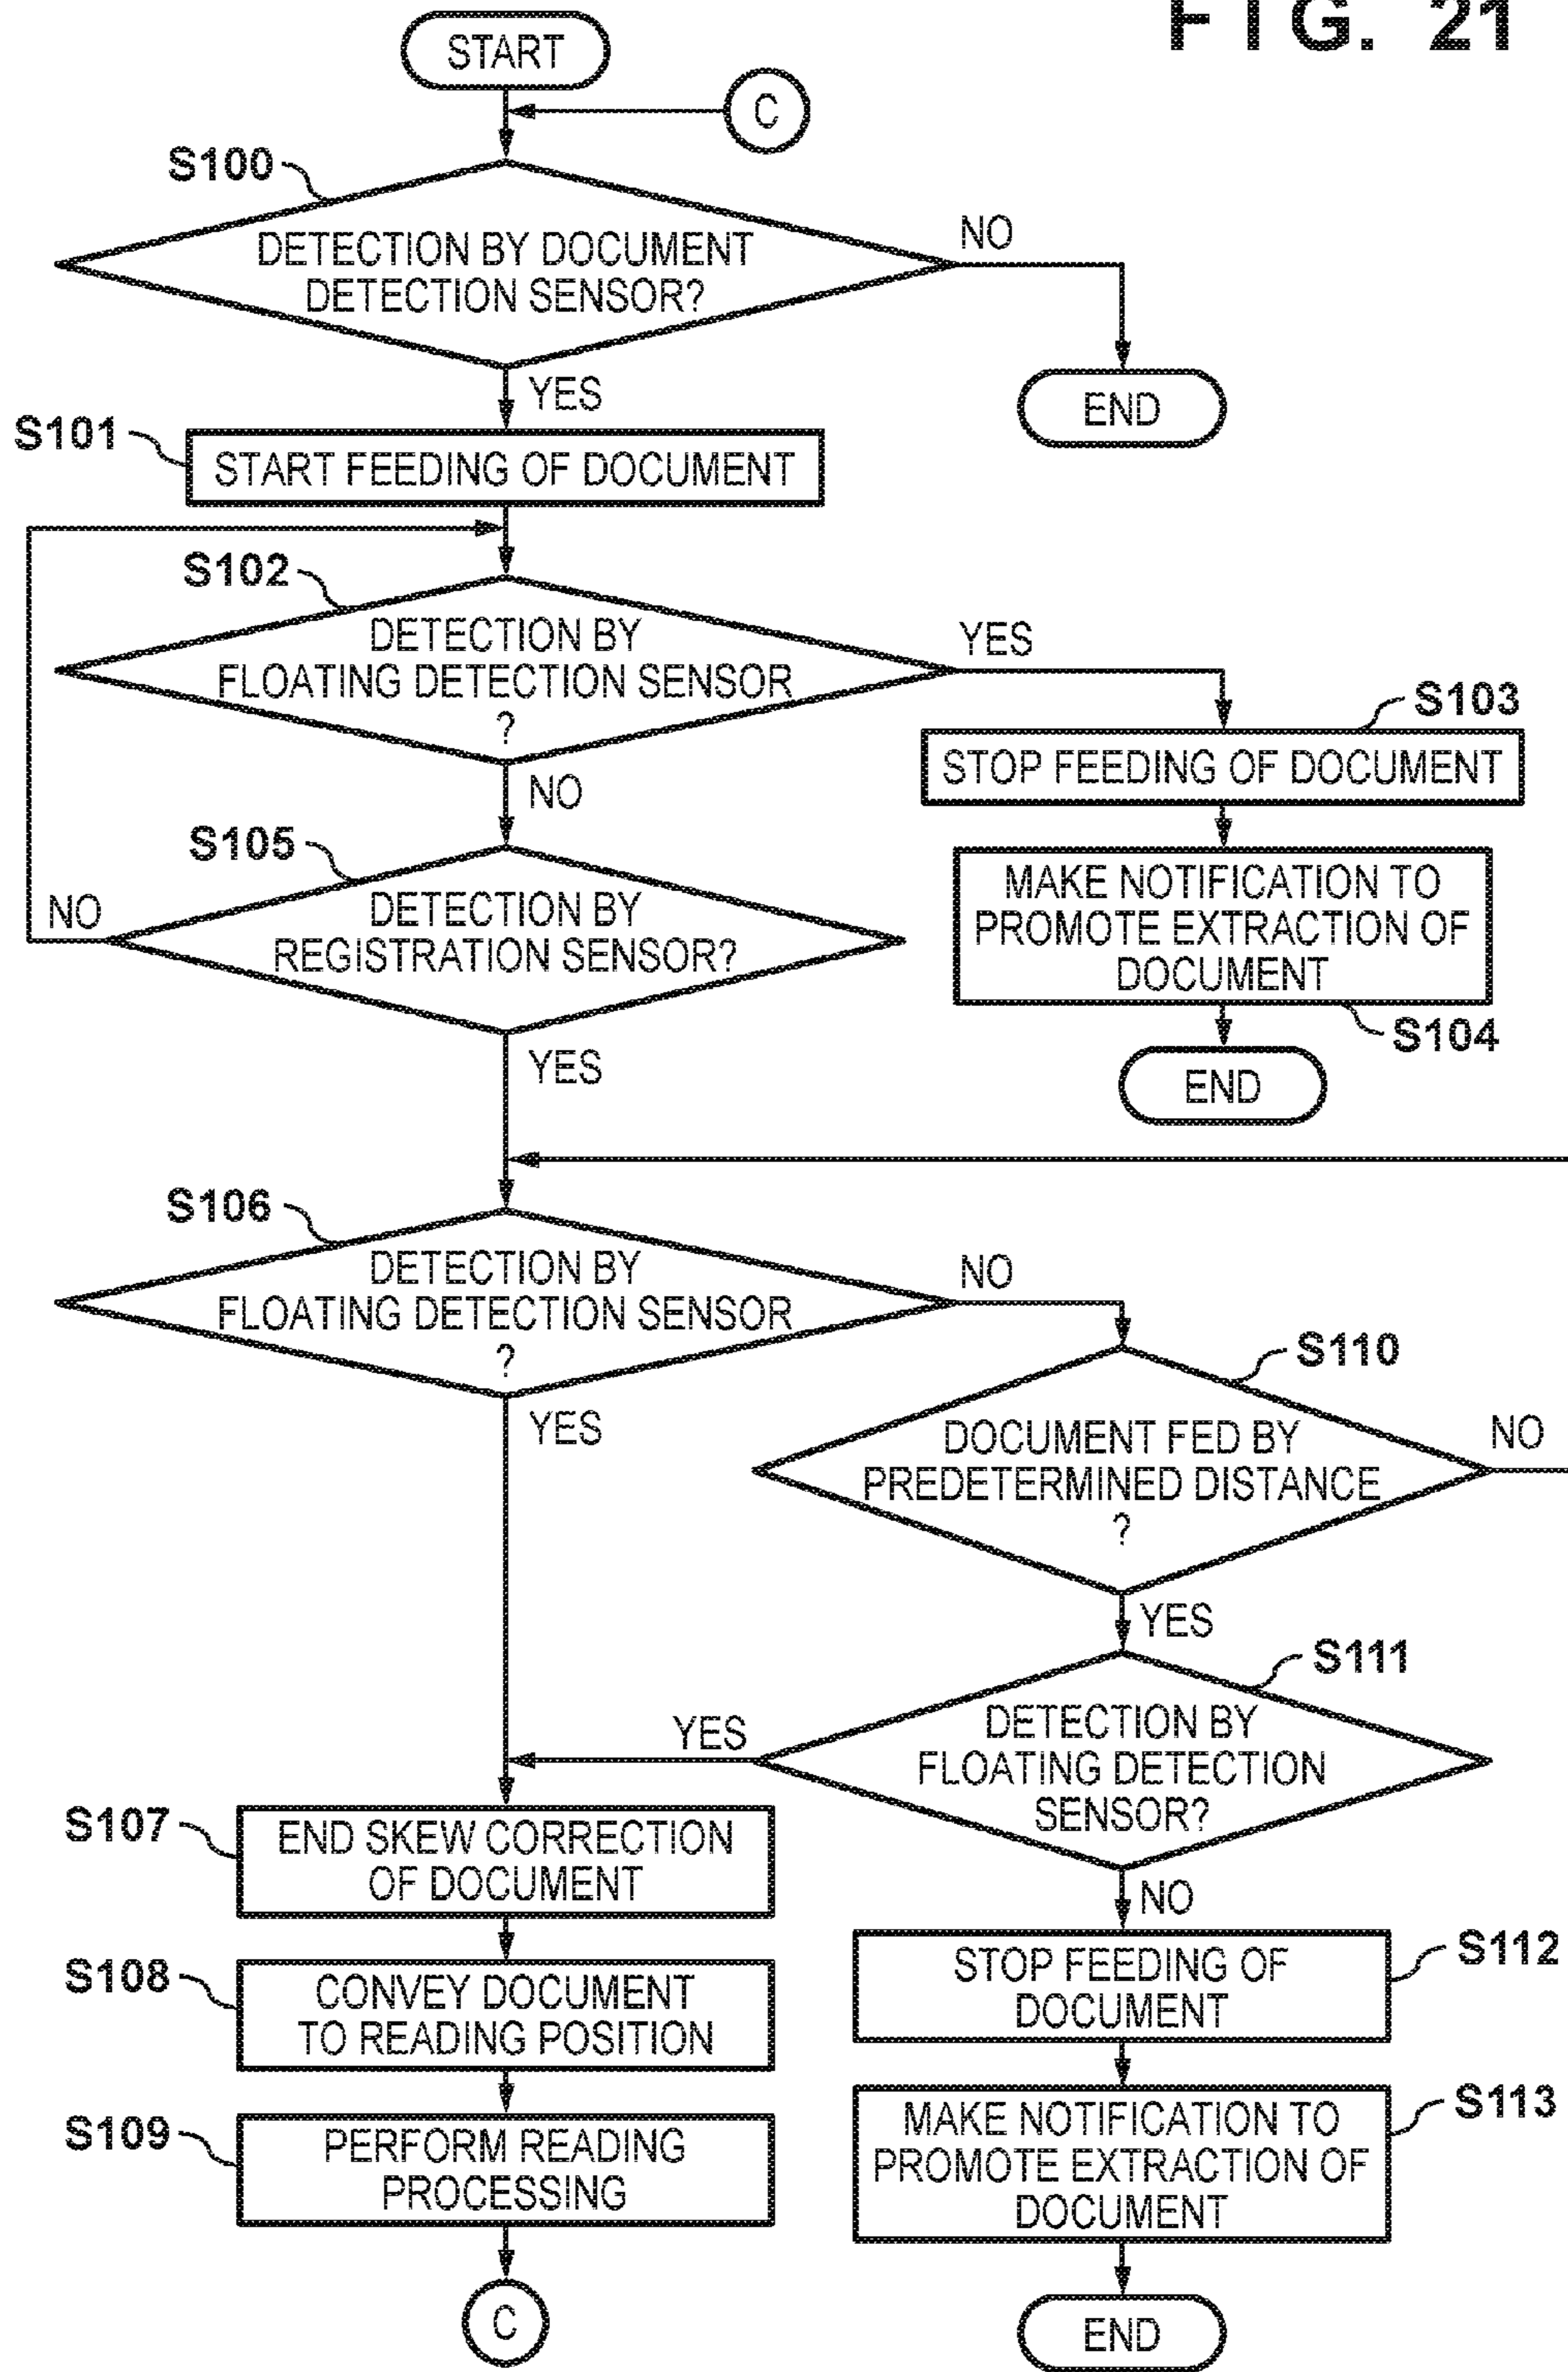 FIG. 21
START
C
S100
DETECTION BY DOCUMENT
DETECTION SENSOR?
NO
END
YES
S101
START FEEDING OF DOCUMENT
S102
DETECTION BY
FLOATING DETECTION SENSOR
?
YES
S103
STOP FEEDING OF DOCUMENT
NO
S105
DETECTION BY
REGISTRATION SENSOR?
NO
MAKE NOTIFICATION TO
PROMOTE EXTRACTION OF
DOCUMENT
S104
END
YES
S106
DETECTION BY
FLOATING DETECTION SENSOR
?
NO
YES
S110
DOCUMENT FED BY
PREDETERMINED DISTANCE
?
NO
YES
S111
DETECTION BY
FLOATING DETECTION
SENSOR?
YES
NO
S107
END SKEW CORRECTION
OF DOCUMENT
S108
CONVEY DOCUMENT
TO READING POSITION
S109
PERFORM READING
PROCESSING
C
S112
STOP FEEDING OF
DOCUMENT
S113
MAKE NOTIFICATION TO
PROMOTE EXTRACTION OF
DOCUMENT
END